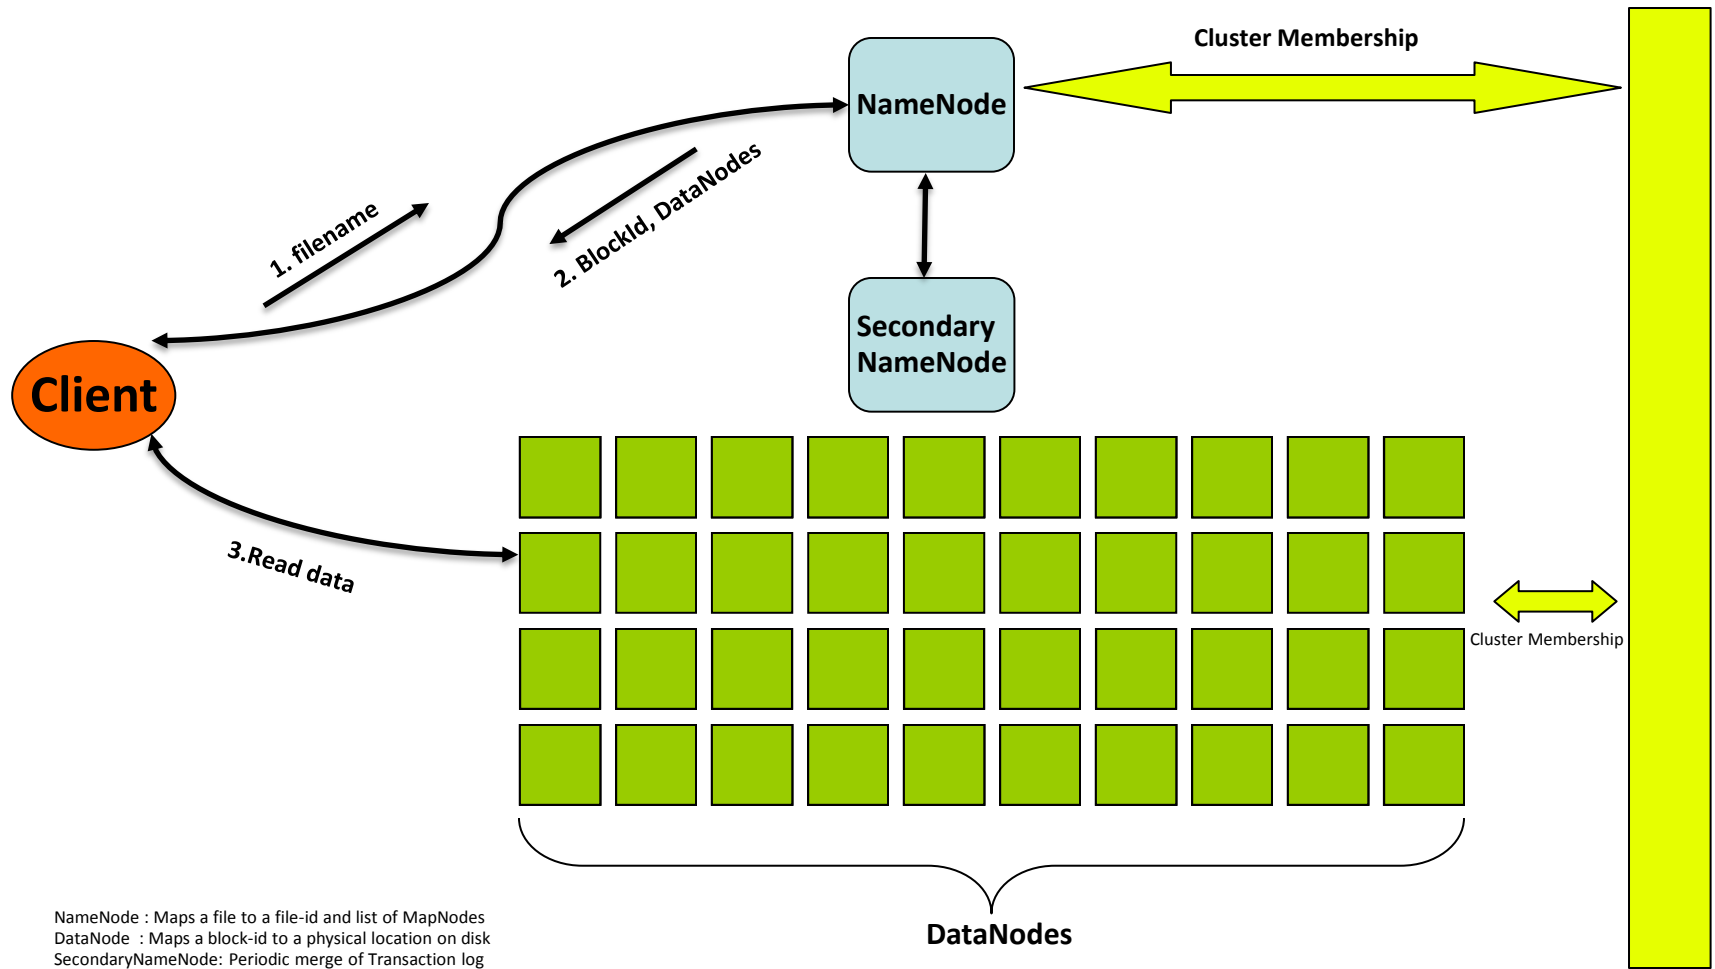 Cluster Membership
NameNode
1. filename
2. BlockId, DataNodes
Secondary
NameNode
Client
3.Read data
Cluster Membership
DataNodes
NameNode : Maps a file to a file-id and list of MapNodes
DataNode  : Maps a block-id to a physical location on disk
SecondaryNameNode: Periodic merge of Transaction log